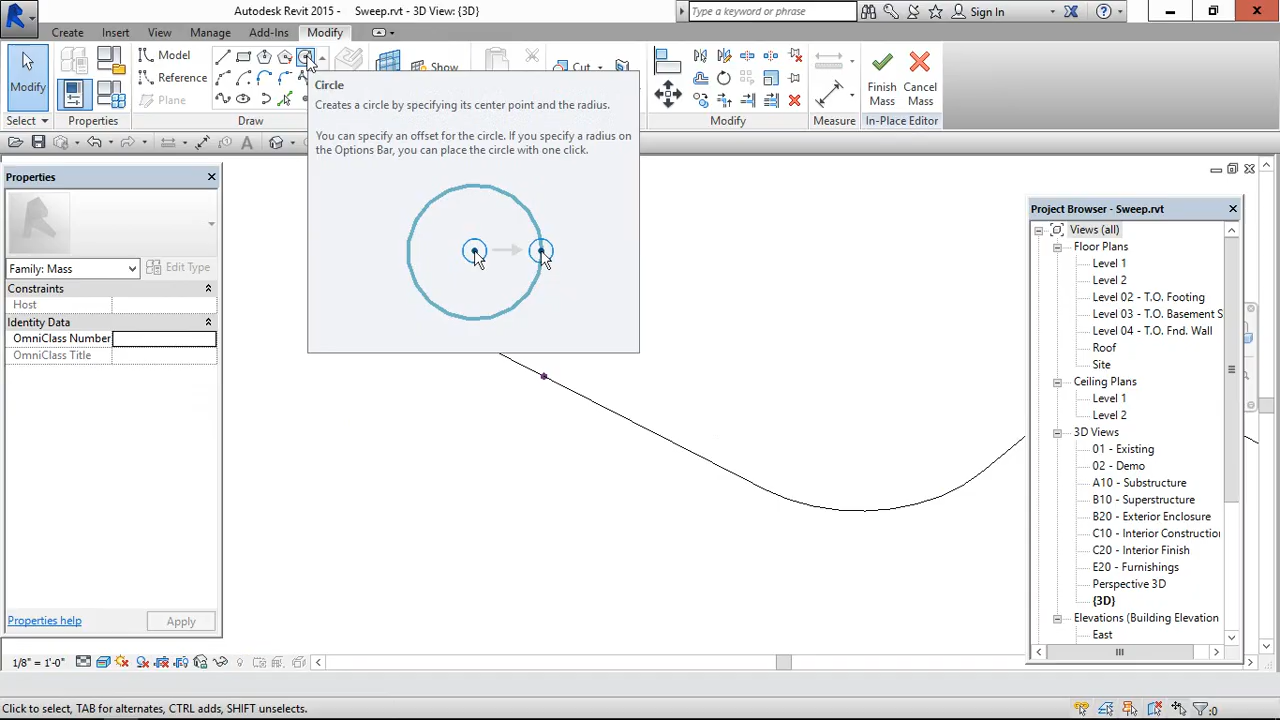 Autodesk Revit 2015 - Sweep.rvt - 3D View: {3D}
Type a keyword or phrase
Sign In
Create Insert View Manage Add-Ins Modify
Modify
Select
Properties
Model
Reference
Plane
Draw
Show
Cut
Modify
Measure
Finish Mass
Cancel Mass
In-Place Editor
Circle
Creates a circle by specifying its center point and the radius.
You can specify an offset for the circle. If you specify a radius on
the Options Bar, you can place the circle with one click.
Properties
Family: Mass
Edit Type
Constraints
Host
Identity Data
OmniClass Number
OmniClass Title
Properties help
Apply
Project Browser - Sweep.rvt
Views (all)
Floor Plans
Level 1
Level 2
Level 02 - T.O. Footing
Level 03 - T.O. Basement S
Level 04 - T.O. Fnd. Wall
Roof
Site
Ceiling Plans
Level 1
Level 2
3D Views
01 - Existing
02 - Demo
A10 - Substructure
B10 - Superstructure
B20 - Exterior Enclosure
C10 - Interior Constructio
C20 - Interior Finish
E20 - Furnishings
Perspective 3D
{3D}
Elevations (Building Elevation
East
1/8" = 1'-0"
Click to select, TAB for alternates, CTRL adds, SHIFT unselects.
:0